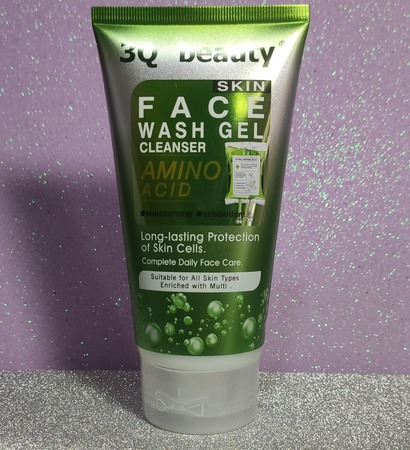 3Q beauty®
SKIN
FACE
WASH GEL
CLEANSER
AMINO
ACID
Moisturizing antioxidant
Long-lasting Protection
of Skin Cells.
Complete Daily Face Care.
Suitable for All Skin Types
Enriched with Multi .